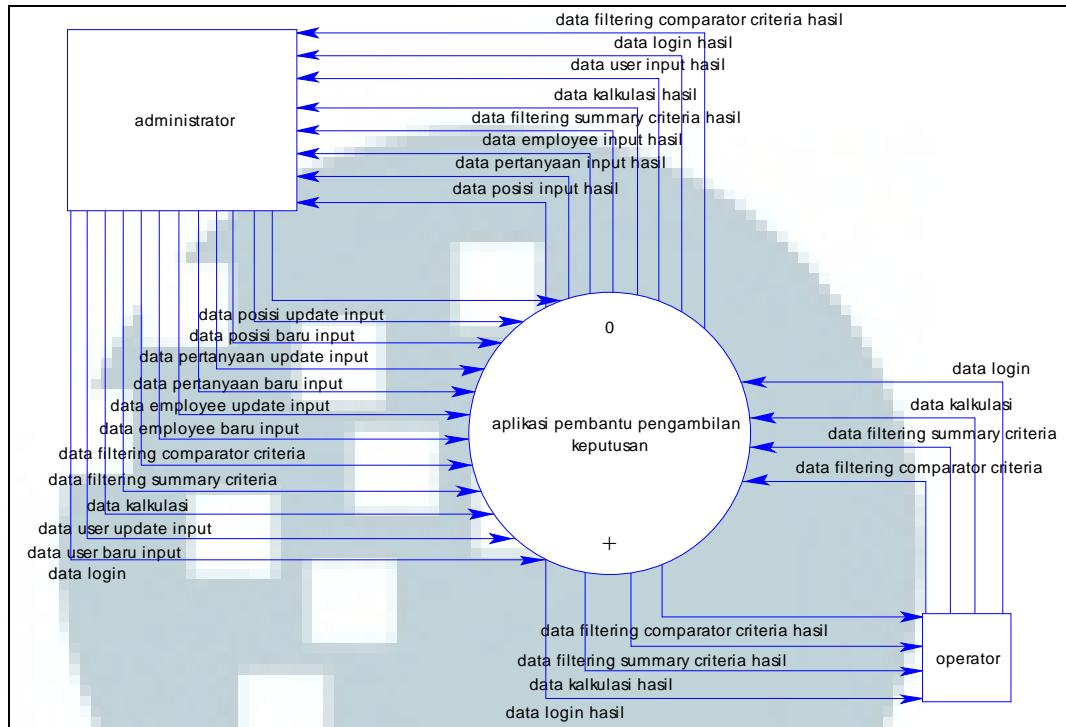 data filtering comparator criteria hasil
data login hasil
data user input hasil
data kalkulasi hasil
data filtering summary criteria hasil
data employee input hasil
data pertanyaan input hasil
data posisi input hasil
administrator
data posisi update input
data posisi baru input
data pertanyaan update input
data pertanyaan baru input
data employee update input
data employee baru input
data filtering comparator criteria
data filtering summary criteria
data kalkulasi
data user update input
data user baru input
data login
0
aplikasi pembantu pengambilan
keputusan
+
data login
data kalkulasi
data filtering summary criteria
data filtering comparator criteria
data filtering comparator criteria hasil
data filtering summary criteria hasil
data kalkulasi hasil
data login hasil
operator